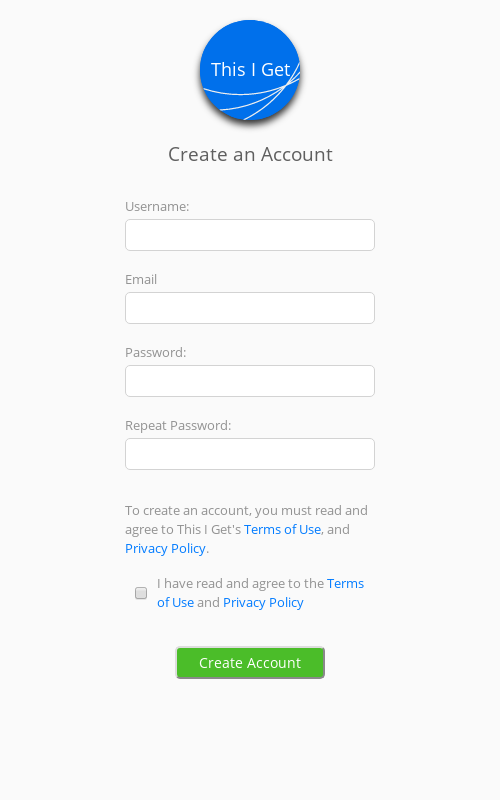 This I Get
Create an Account
Username:
Email
Password:
Repeat Password:
To create an account, you must read and
agree to This I Get's Terms of Use, and
Privacy Policy.
I have read and agree to the Terms
of Use and Privacy Policy
Create Account